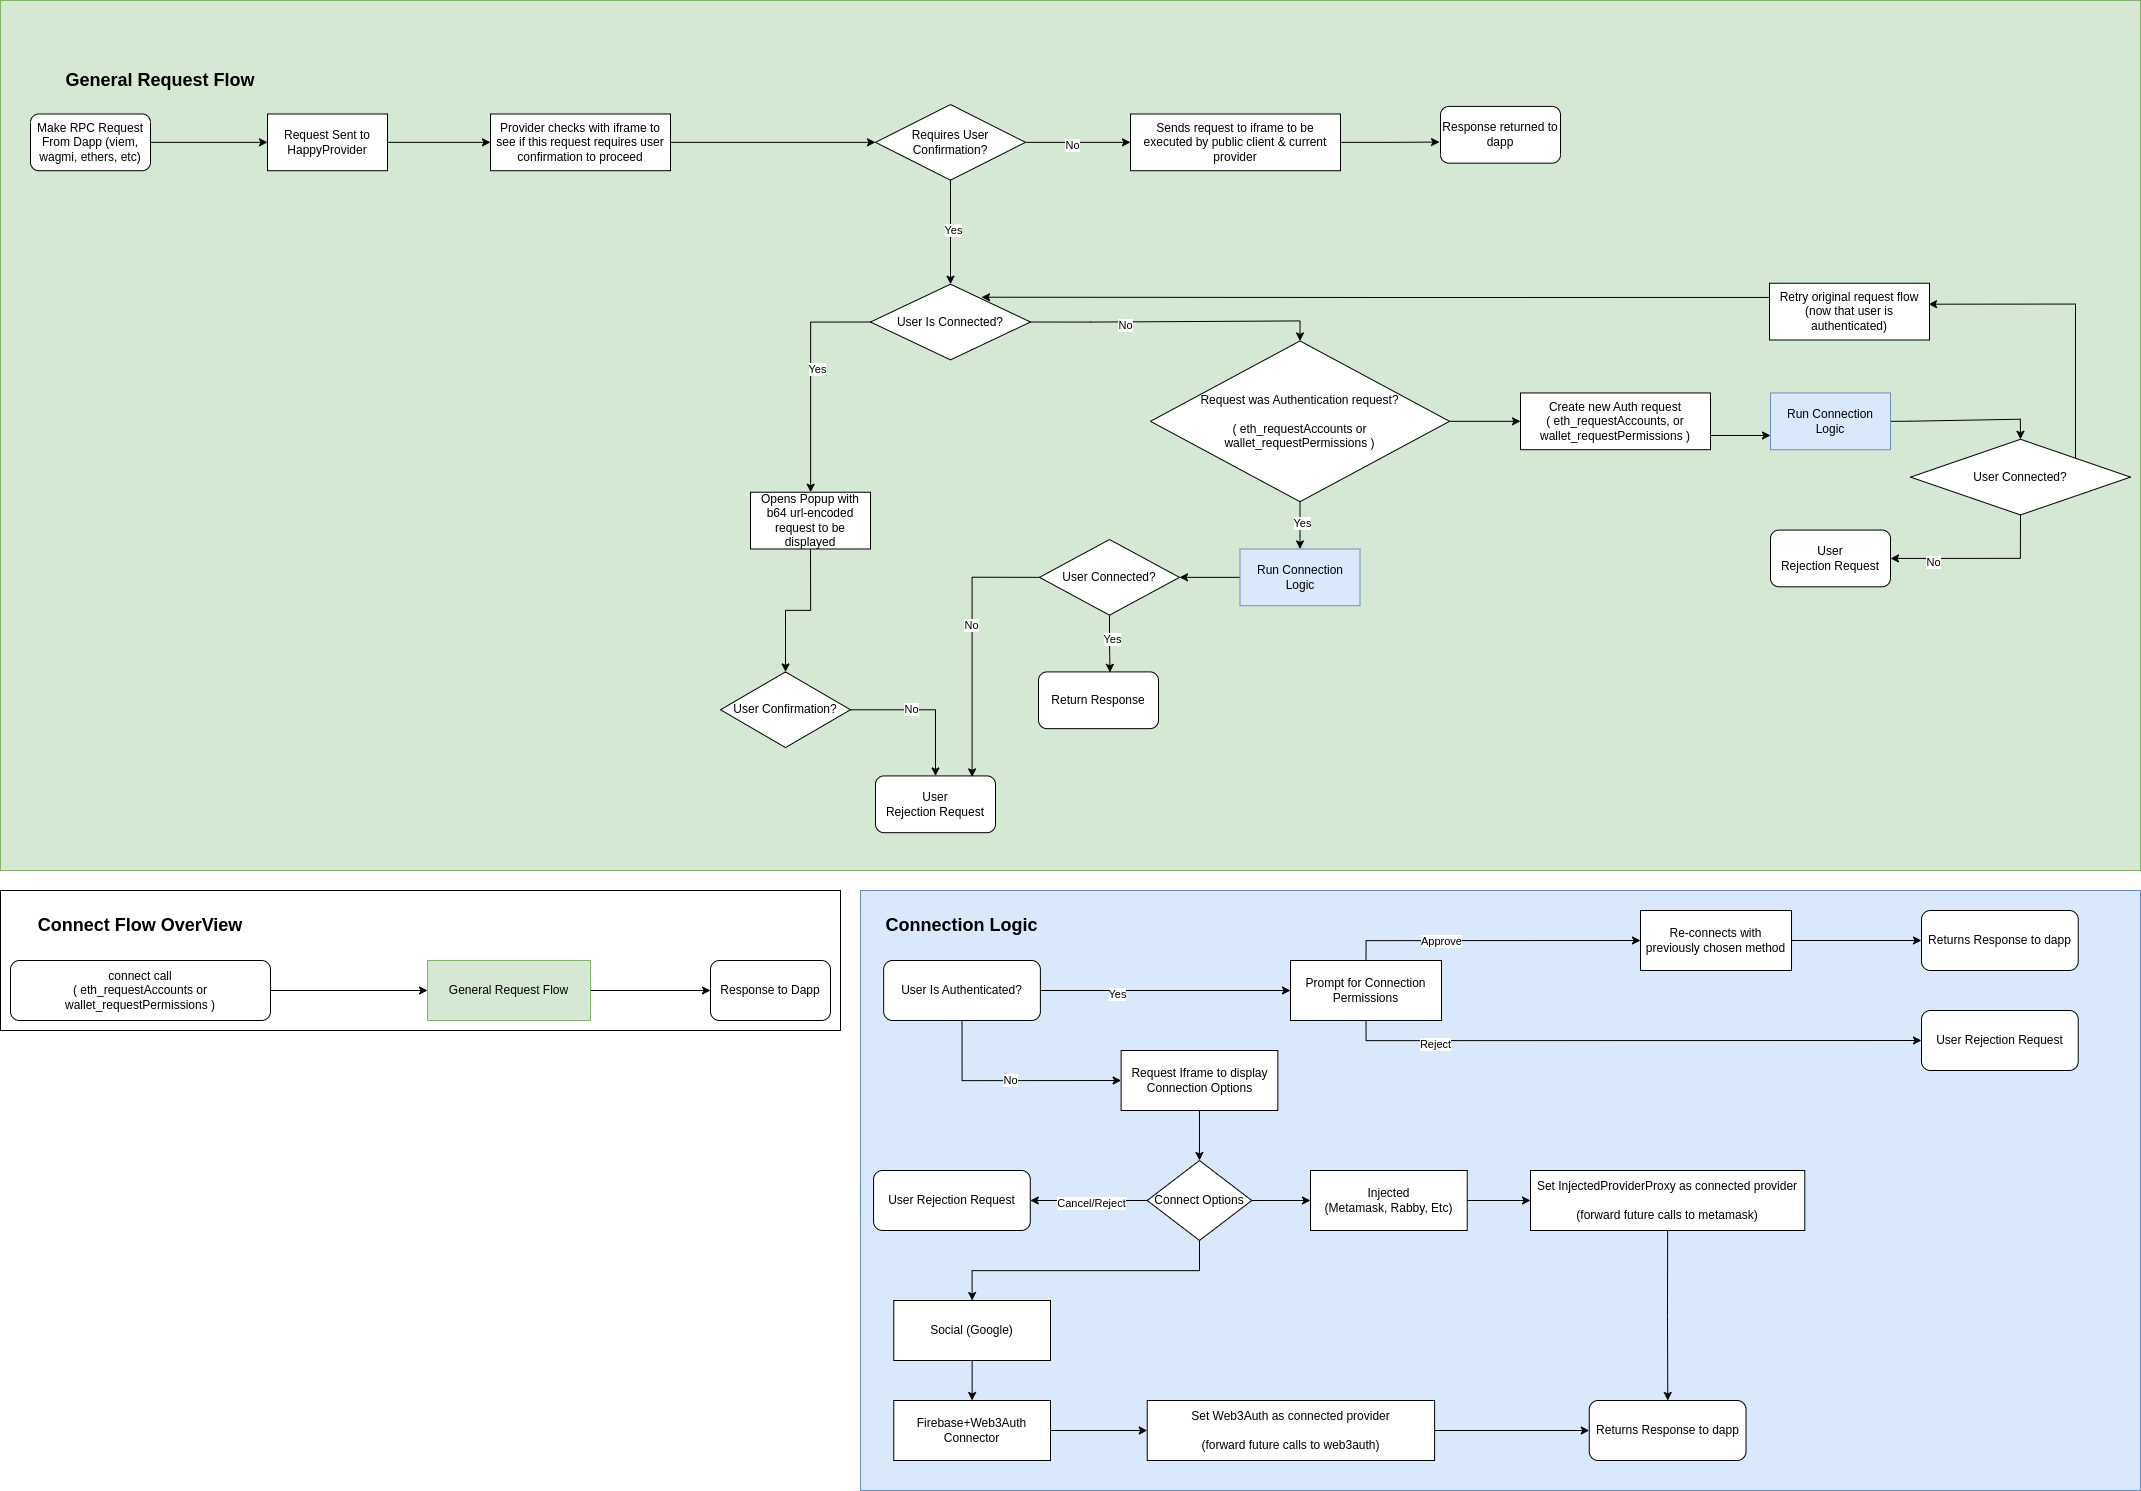 General Request Flow
Make RPC Request
From Dapp (viem,
wagmi, ethers, etc)
Request Sent to
HappyProvider
Provider checks with iframe to
see if this request requires user
confirmation to proceed
Requires User
Confirmation?
No
Sends request to iframe to be
executed by public client & current
provider
Response returned to
dapp
Yes
User Is Connected?
No
Retry original request flow
(now that user is
authenticated)
Yes
Request was Authentication request?
( eth_requestAccounts or
wallet_requestPermissions )
Create new Auth request
( eth_requestAccounts, or
wallet_requestPermissions )
Run Connection
Logic
User Connected?
Opens Popup with
b64 url-encoded
request to be
displayed
Yes
User
Rejection Request
No
User Connected?
Run Connection
Logic
No
Yes
Return Response
User Confirmation?
No
User
Rejection Request
Connect Flow OverView
connect call
( eth_requestAccounts or
wallet_requestPermissions )
General Request Flow
Response to Dapp
Connection Logic
User Is Authenticated?
Yes
Prompt for Connection
Permissions
Approve
Re-connects with
previously chosen method
Returns Response to dapp
Reject
User Rejection Request
No
Request Iframe to display
Connection Options
User Rejection Request
Cancel/Reject
Connect Options
Injected
(Metamask, Rabby, Etc)
Set InjectedProviderProxy as connected provider
(forward future calls to metamask)
Social (Google)
Firebase+Web3Auth
Connector
Set Web3Auth as connected provider
(forward future calls to web3auth)
Returns Response to dapp